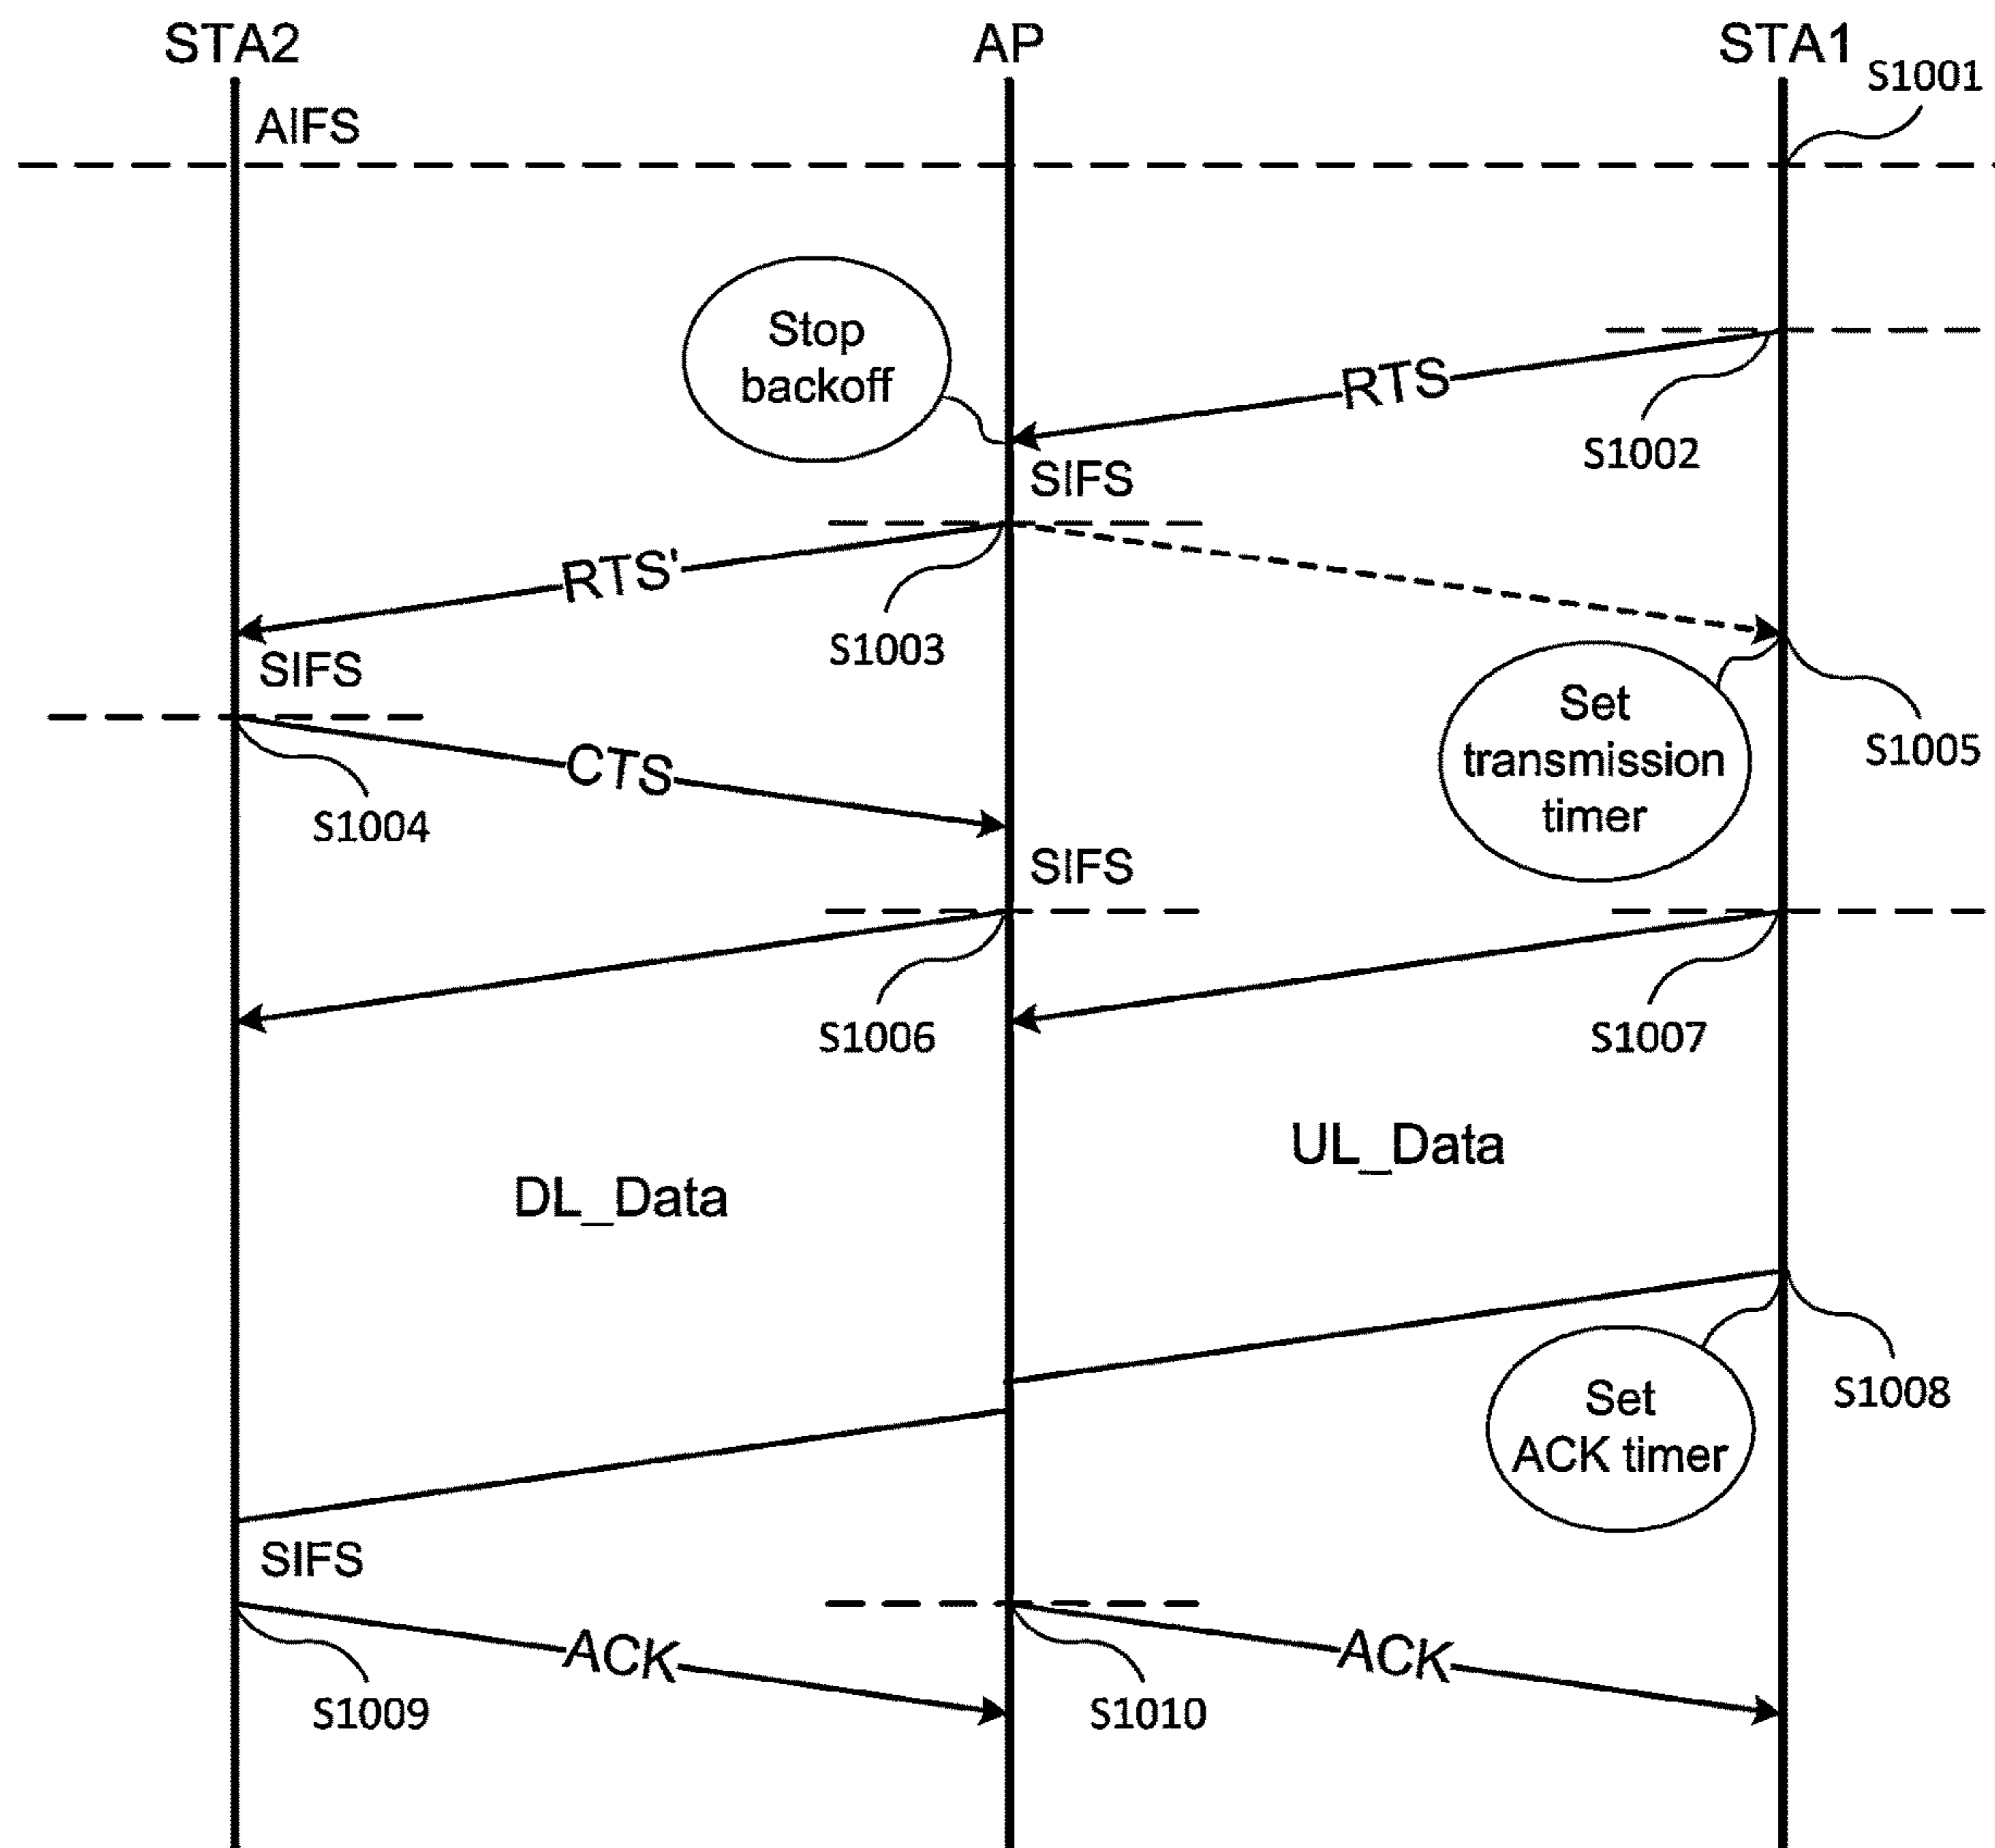 STA2
AP
STA1
S1001
AIFS
Stop
backoff
RTS
S1002
SIFS
RTS'
S1003
SIFS
Set
transmission
timer
S1005
CTS
S1004
SIFS
S1006
S1007
UL_Data
DL_Data
S1008
Set
ACK timer
SIFS
ACK
ACK
S1009
S1010